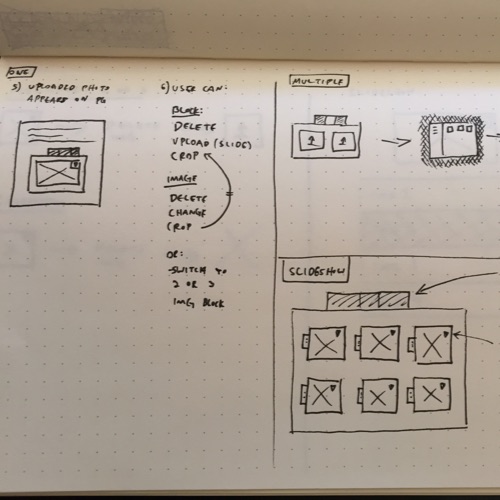 ONE
5) UPLOADED PHOTO
APPEARS ON PG
6) USER CAN:
BLOCK:
DELETE
UPLOAD (SLIDE)
CROP
IMAGE
DELETE
CHANGE
CROP
OR:
SWITCH TO
2 OR 3
IMG BLOCK
MULTIPLE
SLIDESHOW